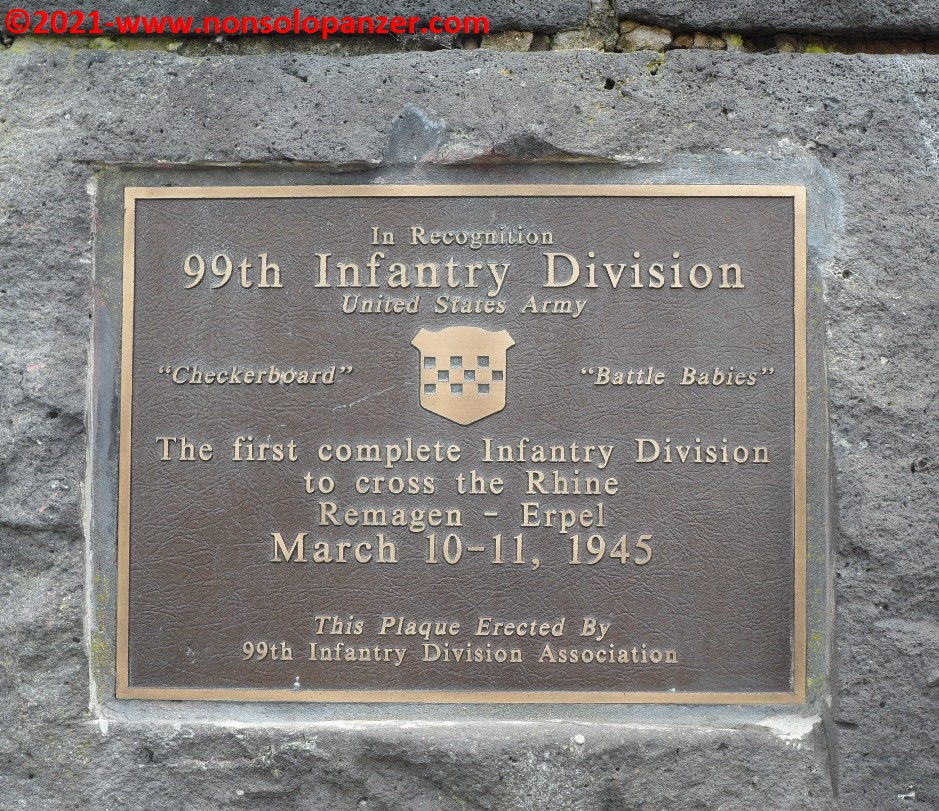 ©2021-www.nonsolopanzer.com
In Recognition
99th Infantry Division
United States Army
"Checkerboard" "Battle Babies"
The first complete Infantry Division
to cross the Rhine
Remagen - Erpel
March 10-11, 1945
This Plaque Erected By
99th Infantry Division Association